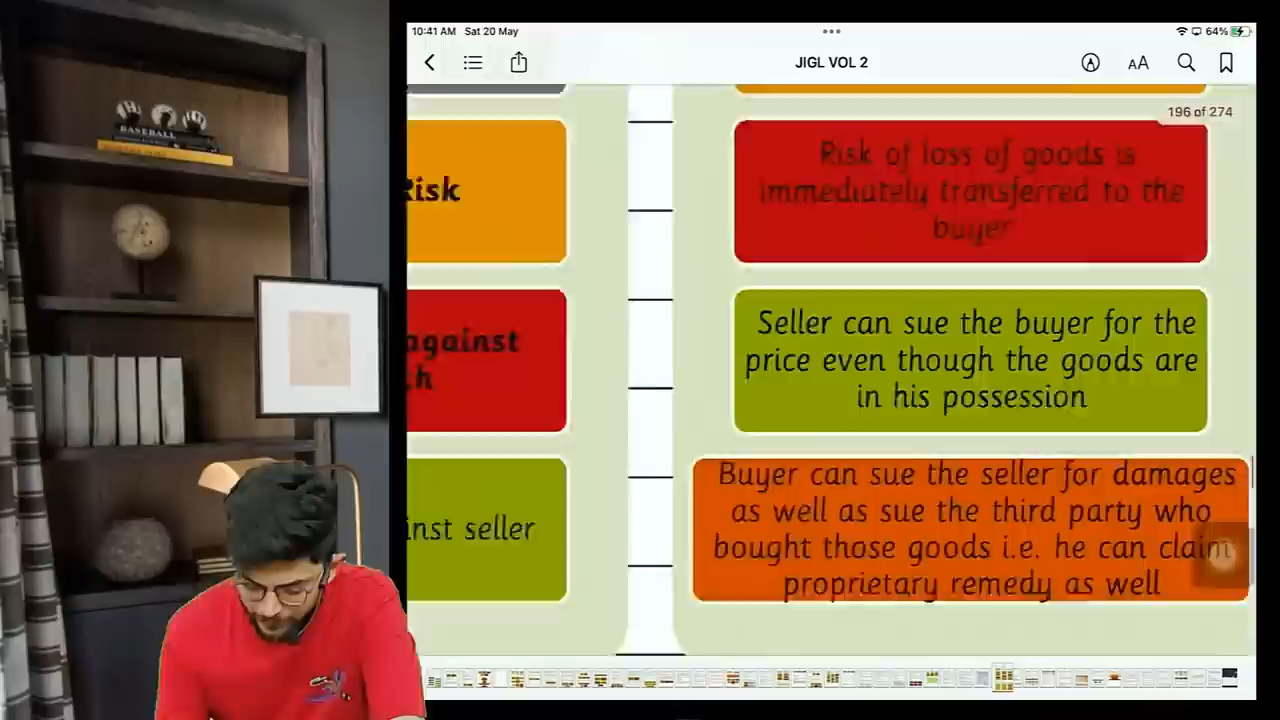 10:41 AM Sat 20 May
64%
JIGL VOL 2
AA
196 of 274
Risk
Risk of loss of goods is
immediately transferred to the
buyer
against
h
Seller can sue the buyer for the
price even though the goods are
in his possession
inst seller
Buyer can sue the seller for damages
as well as sue the third party who
bought those goods i.e. he can claim
proprietary remedy as well
BASEBALL